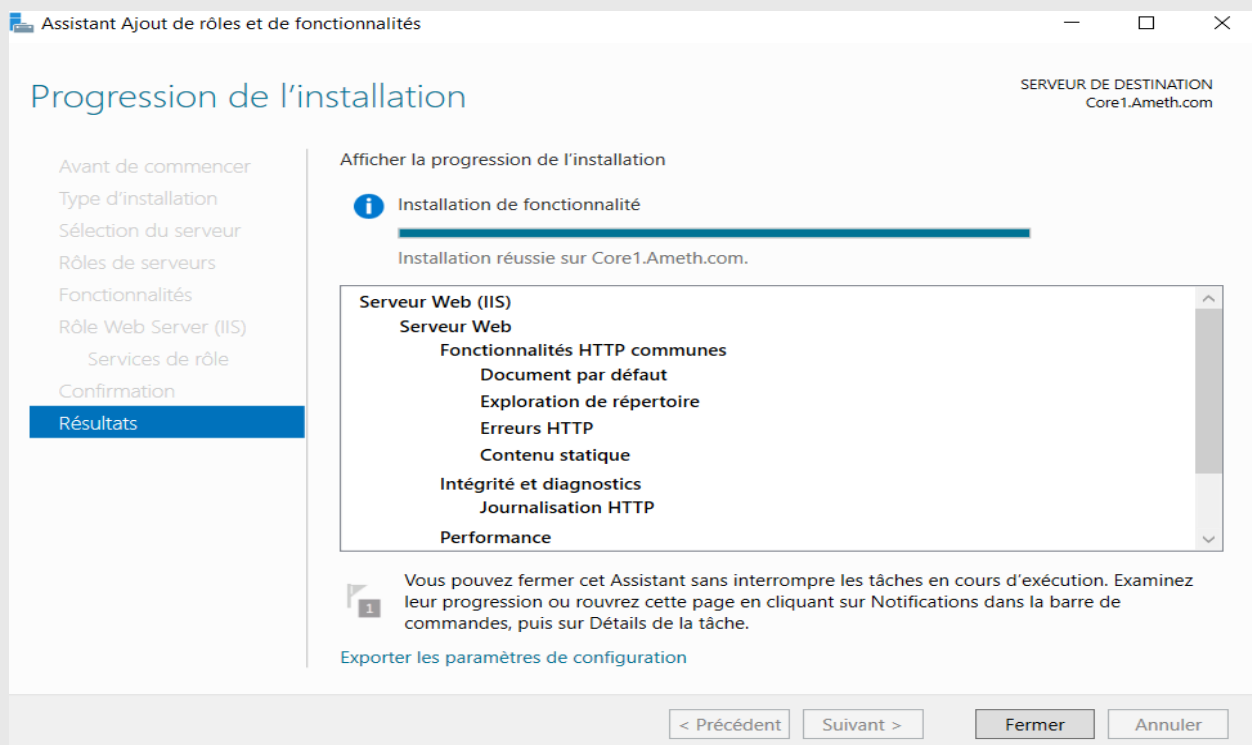 Assistant Ajout de rôles et de fonctionnalités
Progression de l'installation
SERVEUR DE DESTINATION
Core1.Ameth.com
Avant de commencer
Type d'installation
Sélection du serveur
Rôles de serveurs
Fonctionnalités
Rôle Web Server (IIS)
Services de rôle
Confirmation
Résultats
Afficher la progression de l'installation
Installation de fonctionnalité
Installation réussie sur Core1.Ameth.com.
Serveur Web (IIS)
Serveur Web
Fonctionnalités HTTP communes
Document par défaut
Exploration de répertoire
Erreurs HTTP
Contenu statique
Intégrité et diagnostics
Journalisation HTTP
Performance
1
Vous pouvez fermer cet Assistant sans interrompre les tâches en cours d'exécution. Examinez
leur progression ou rouvrez cette page en cliquant sur Notifications dans la barre de
commandes, puis sur Détails de la tâche.
Exporter les paramètres de configuration
< Précédent
Suivant >
Fermer
Annuler